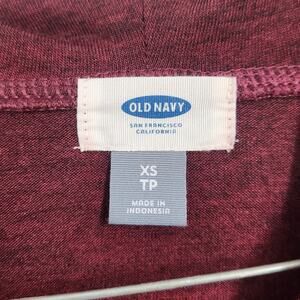 OLD NAVY
SAN FRANCISCO
CALIFORNIA
XS
TP
MADE IN
INDONESIA